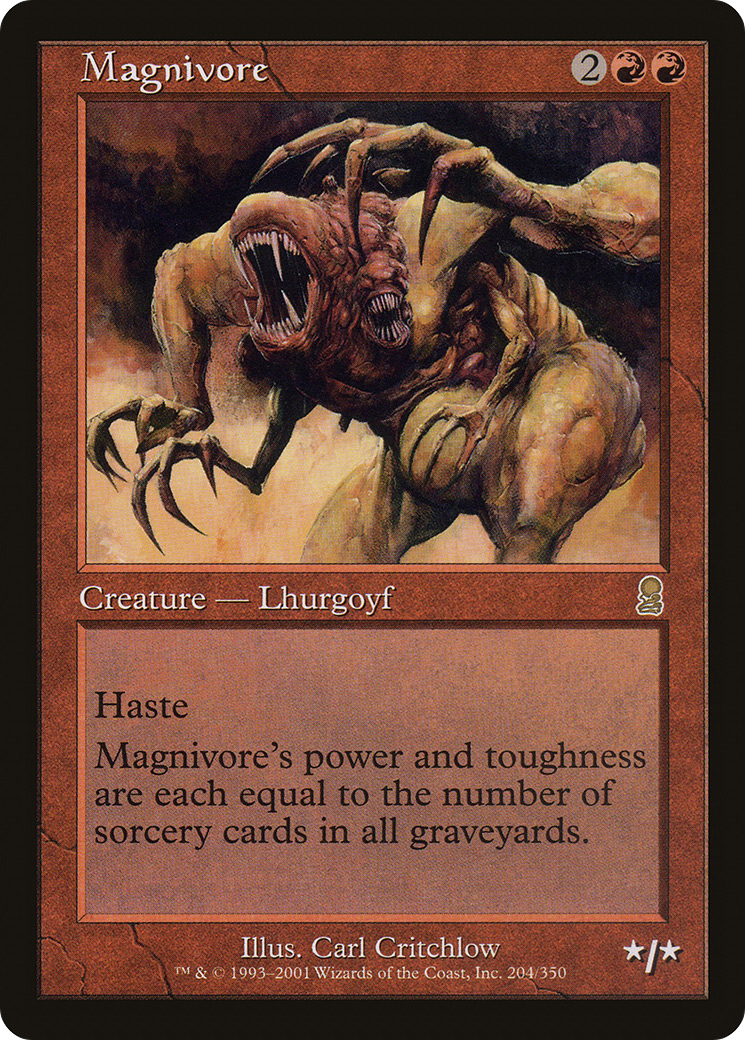 Magnivore 2
Creature — Lhurgoyf
Haste
Magnivore's power and toughness
are each equal to the number of
sorcery cards in all graveyards.
Illus. Carl Critchlow
™ & © 1993–2001 Wizards of the Coast, Inc. 204/350
★/★